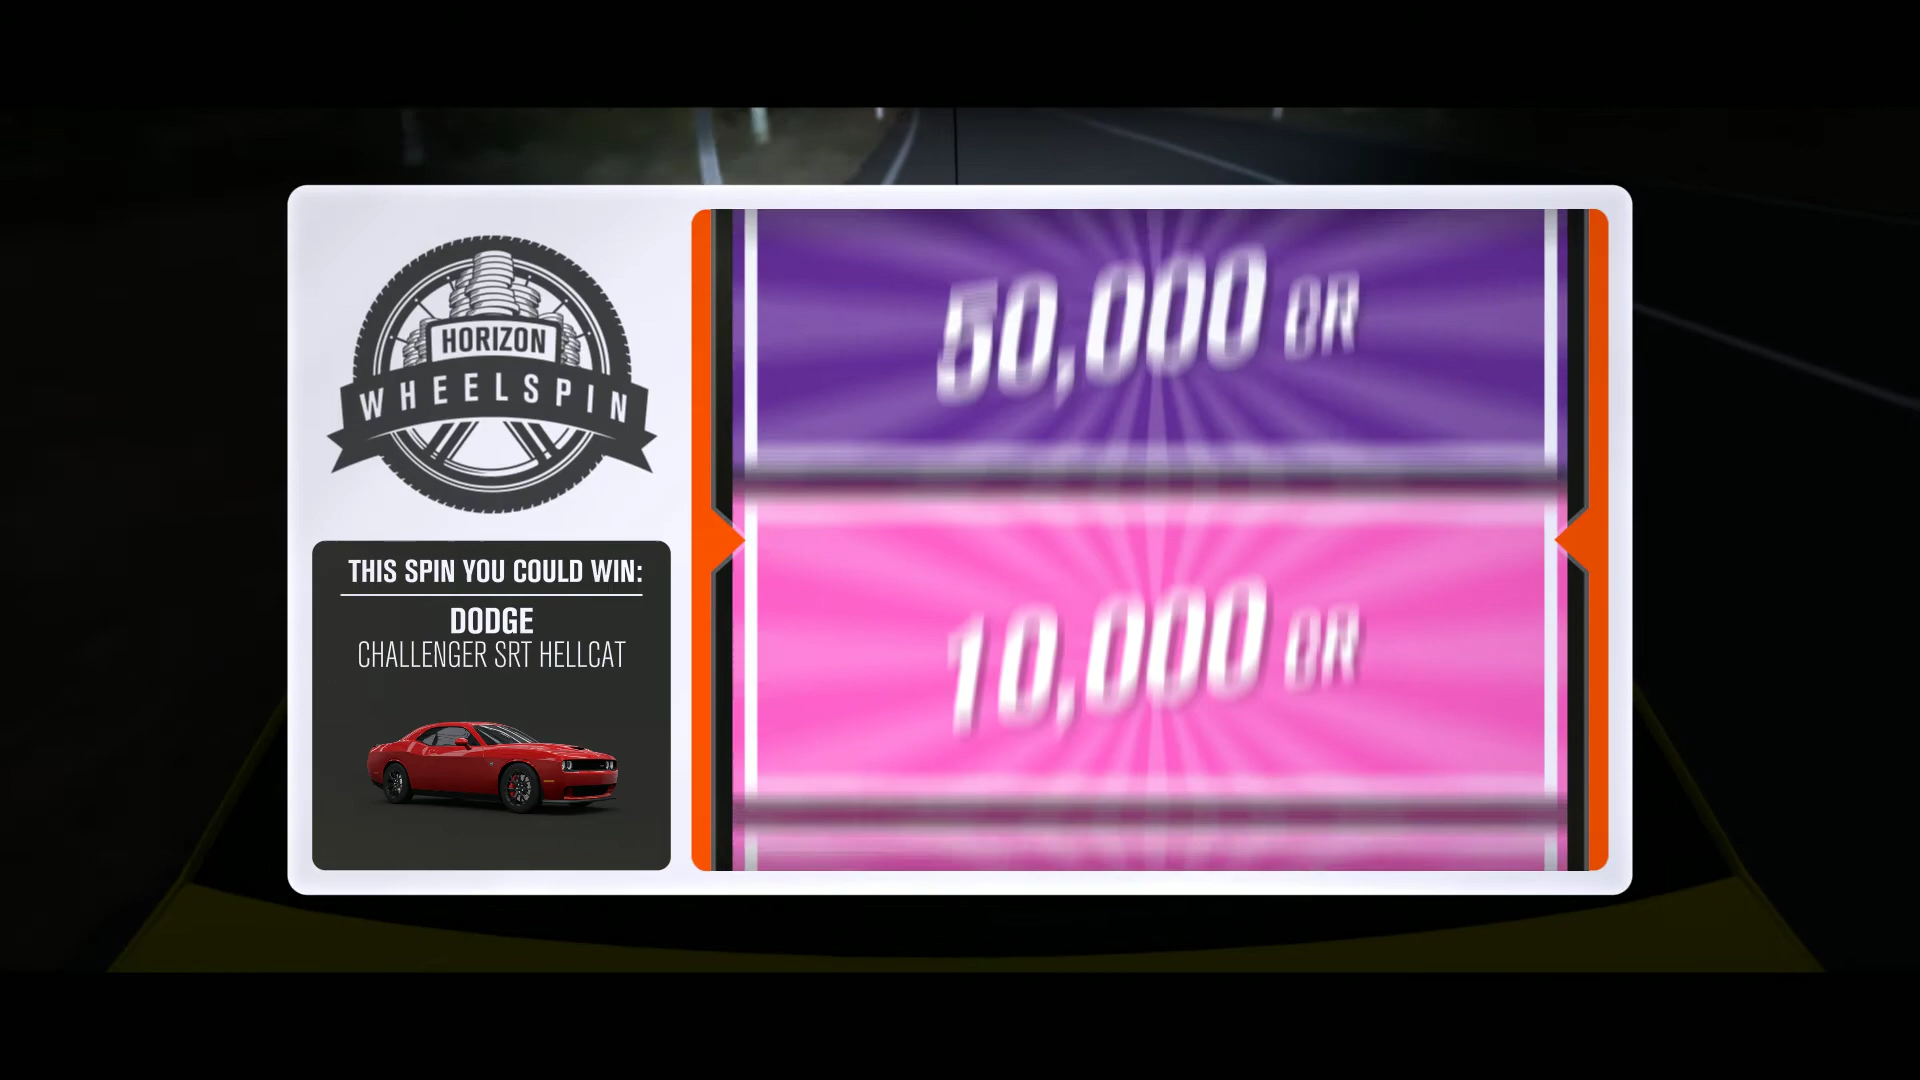 HORIZON
WHEELSPIN
THIS SPIN YOU COULD WIN:
DODGE
CHALLENGER SRT HELLCAT
50,000 CR
10,000 CR